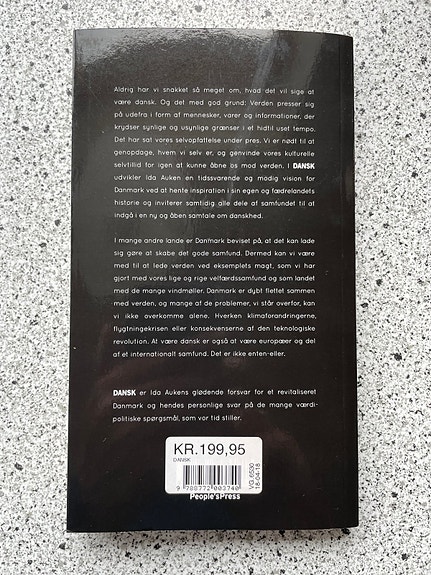 Aldrig har vi snakket så meget om, hvad det vil sige at
være dansk. Og det med god grund: Verden presser sig
på udefra i form af mennesker, varer og informationer, der
krydser synlige og usynlige grænser i et hidtil uset tempo.
Det har sat vores selvopfattelse under pres. Vi er nødt til at
genopdage, hvem vi selv er, og genvinde vores kulturelle
selvtillid for igen at kunne åbne os mod verden. I DANSK
udvikler Ida Auken en tidssvarende og modig vision for
Danmark ved at hente inspiration i sin egen og fædrelandets
historie og inviterer samtidig alle dele af samfundet til at
indgå i en ny og åben samtale om danskhed.
I mange andre lande er Danmark beviset på, at det kan lade
sig gøre at skabe det gode samfund. Dermed kan vi være
med til at lede verden ved eksemplets magt, som vi har
gjort med vores lige og rige velfærdssamfund og som landet
med de mange vindmøller. Danmark er dybt flettet sammen
med verden, og mange af de problemer, vi står overfor, kan
vi ikke overkomme alene. Hverken klimaforandringerne,
flygtningekrisen eller konsekvenserne af den teknologiske
revolution. At være dansk er også at være europæer og del
af et internationalt samfund. Det er ikke enten-eller.
DANSK er Ida Aukens glødende forsvar for et revitaliseret
Danmark og hendes personlige svar på de mange værdi-
politiske spørgsmål, som vor tid stiller.
KR.199,95
DANSK
9 788772 003740
VG.6580
18-04-18
People'sPress